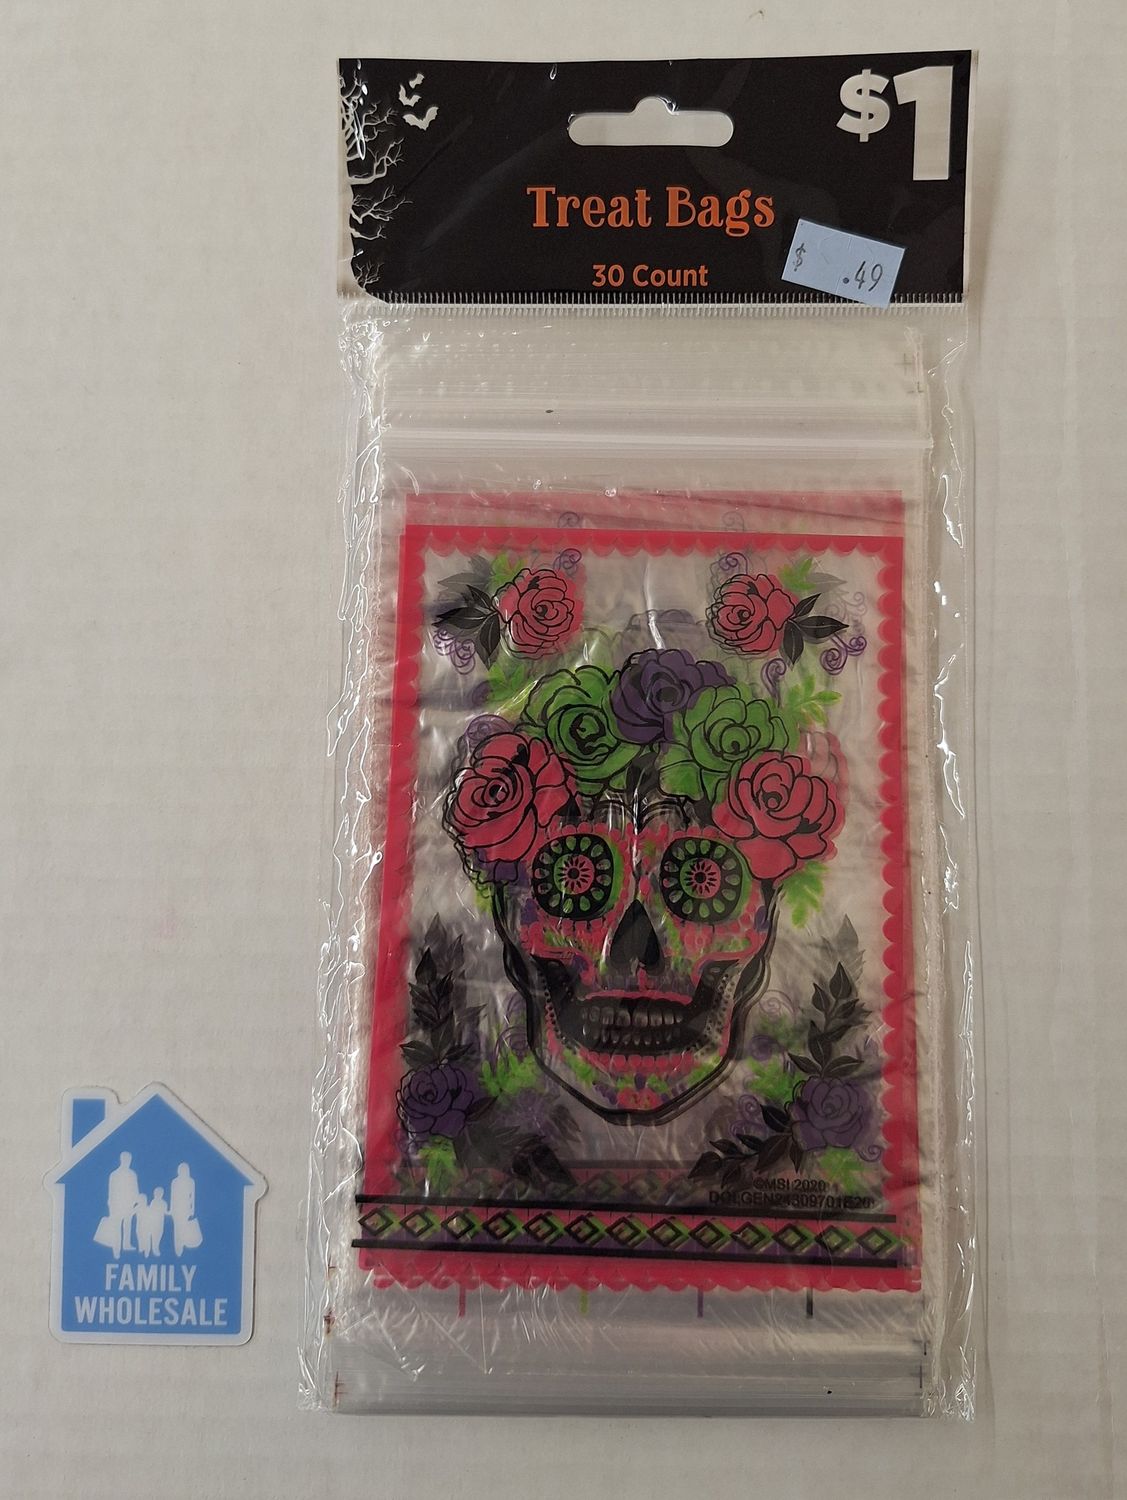 $1
Treat Bags
$ .49
30 Count
©MSI 2020
FAMILY
WHOLESALE